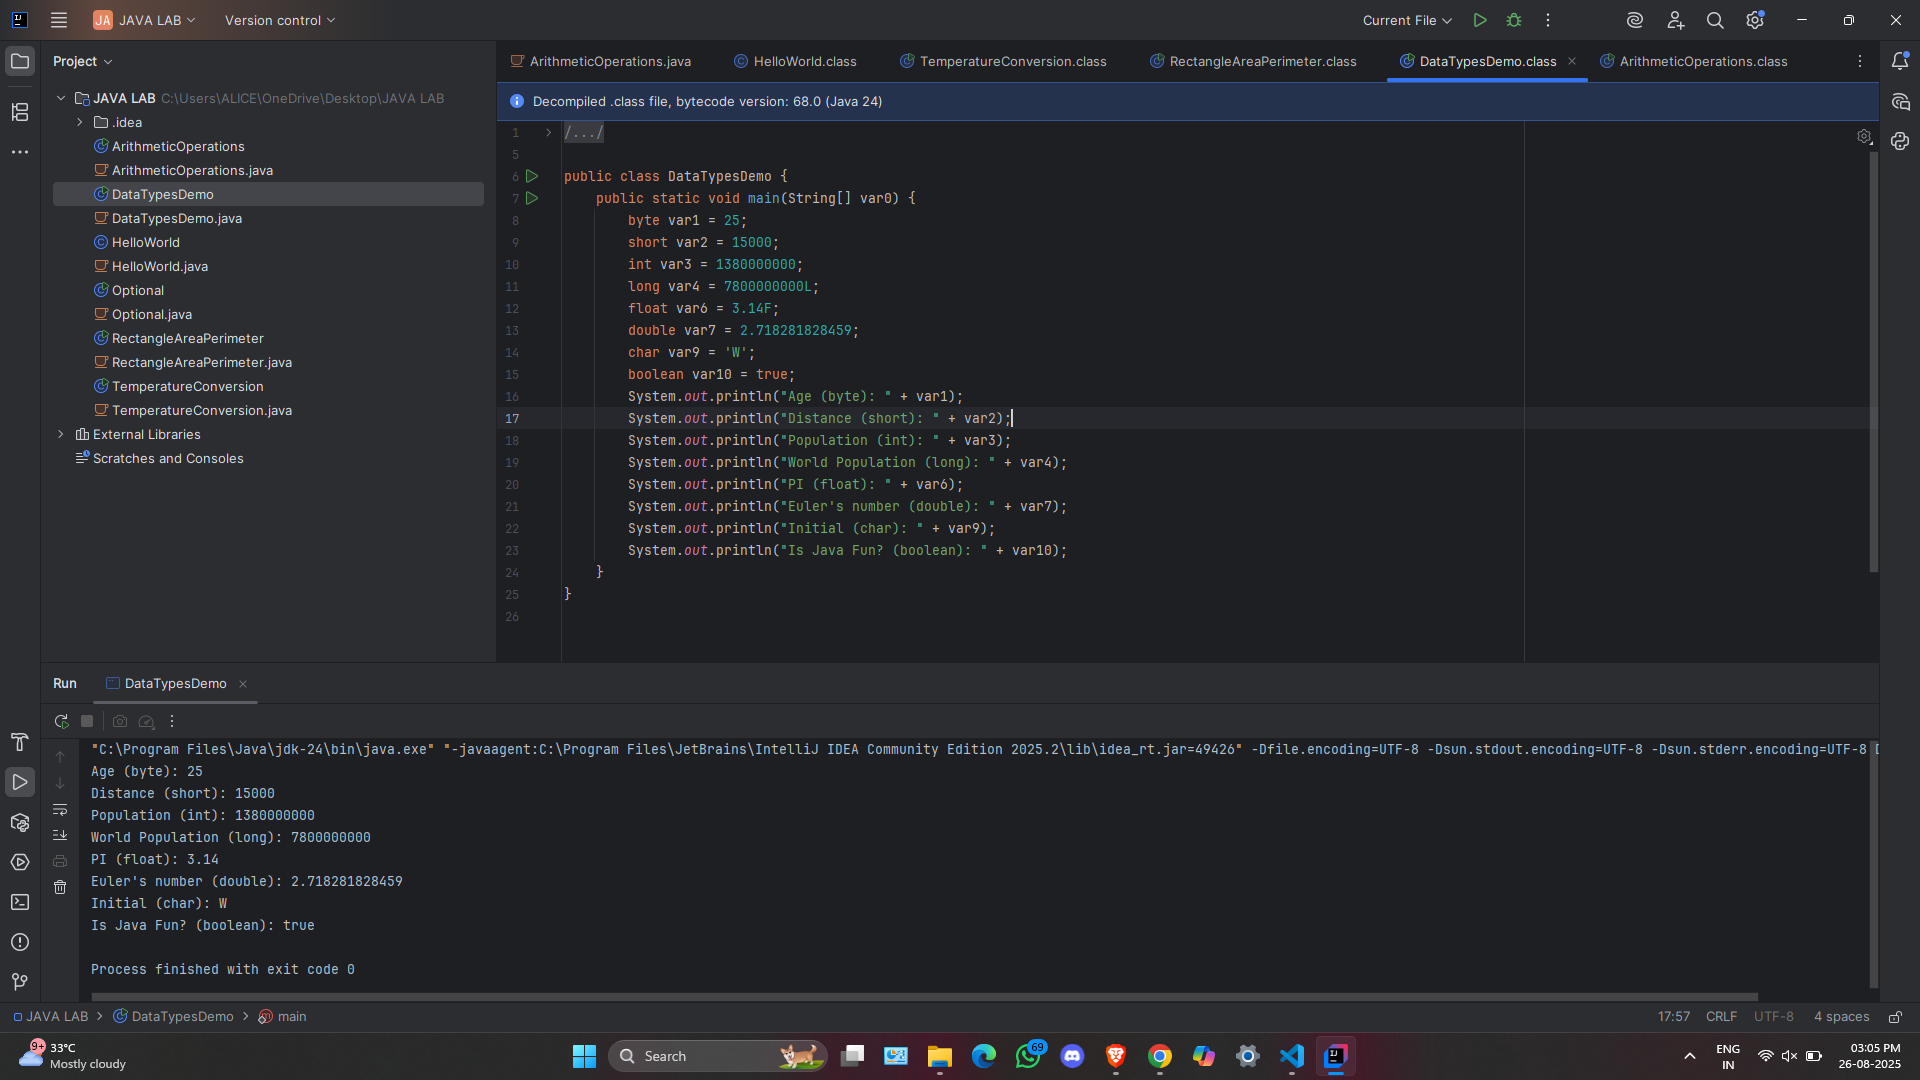 JA JAVA LAB Version control Current File
Project
ArithmeticOperations.java HelloWorld.class TemperatureConversion.class RectangleAreaPerimeter.class DataTypesDemo.class ArithmeticOperations.class
JAVA LAB C:\Users\ALICE\OneDrive\Desktop\JAVA LAB
.idea
ArithmeticOperations
ArithmeticOperations.java
DataTypesDemo
DataTypesDemo.java
HelloWorld
HelloWorld.java
Optional
Optional.java
RectangleAreaPerimeter
RectangleAreaPerimeter.java
TemperatureConversion
TemperatureConversion.java
External Libraries
Scratches and Consoles
Decompiled .class file, bytecode version: 68.0 (Java 24)
1 /.../
5
6 public class DataTypesDemo {
7 public static void main(String[] var0) {
8 byte var1 = 25;
9 short var2 = 15000;
10 int var3 = 1380000000;
11 long var4 = 7800000000L;
12 float var6 = 3.14F;
13 double var7 = 2.718281828459;
14 char var9 = 'W';
15 boolean var10 = true;
16 System.out.println("Age (byte): " + var1);
17 System.out.println("Distance (short): " + var2);
18 System.out.println("Population (int): " + var3);
19 System.out.println("World Population (long): " + var4);
20 System.out.println("PI (float): " + var6);
21 System.out.println("Euler's number (double): " + var7);
22 System.out.println("Initial (char): " + var9);
23 System.out.println("Is Java Fun? (boolean): " + var10);
24 }
25 }
26
Run DataTypesDemo
"C:\Program Files\Java\jdk-24\bin\java.exe" "-javaagent:C:\Program Files\JetBrains\IntelliJ IDEA Community Edition 2025.2\lib\idea_rt.jar=49426" -Dfile.encoding=UTF-8 -Dsun.stdout.encoding=UTF-8 -Dsun.stderr.encoding=UTF-8
Age (byte): 25
Distance (short): 15000
Population (int): 1380000000
World Population (long): 7800000000
PI (float): 3.14
Euler's number (double): 2.718281828459
Initial (char): W
Is Java Fun? (boolean): true
Process finished with exit code 0
JAVA LAB DataTypesDemo main 17:57 CRLF UTF-8 4 spaces
9+ 33°C
Mostly cloudy
Search
69
ENG
IN
03:05 PM
26-08-2025